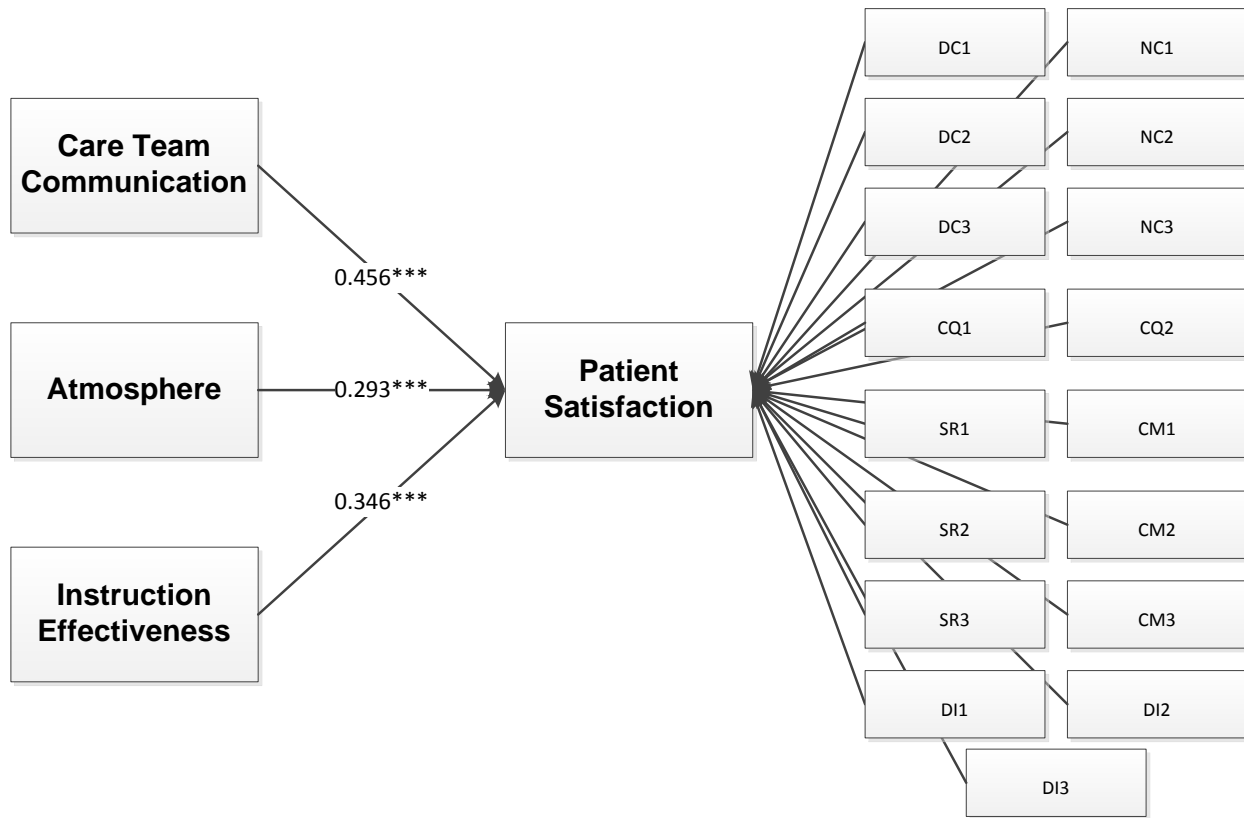 Care Team
Communication
Atmosphere
Instruction
Effectiveness
0.456***
0.293***
0.346***
Patient
Satisfaction
DC1
NC1
DC2
NC2
DC3
NC3
CQ1
CQ2
SR1
CM1
SR2
CM2
SR3
CM3
DI1
DI2
DI3